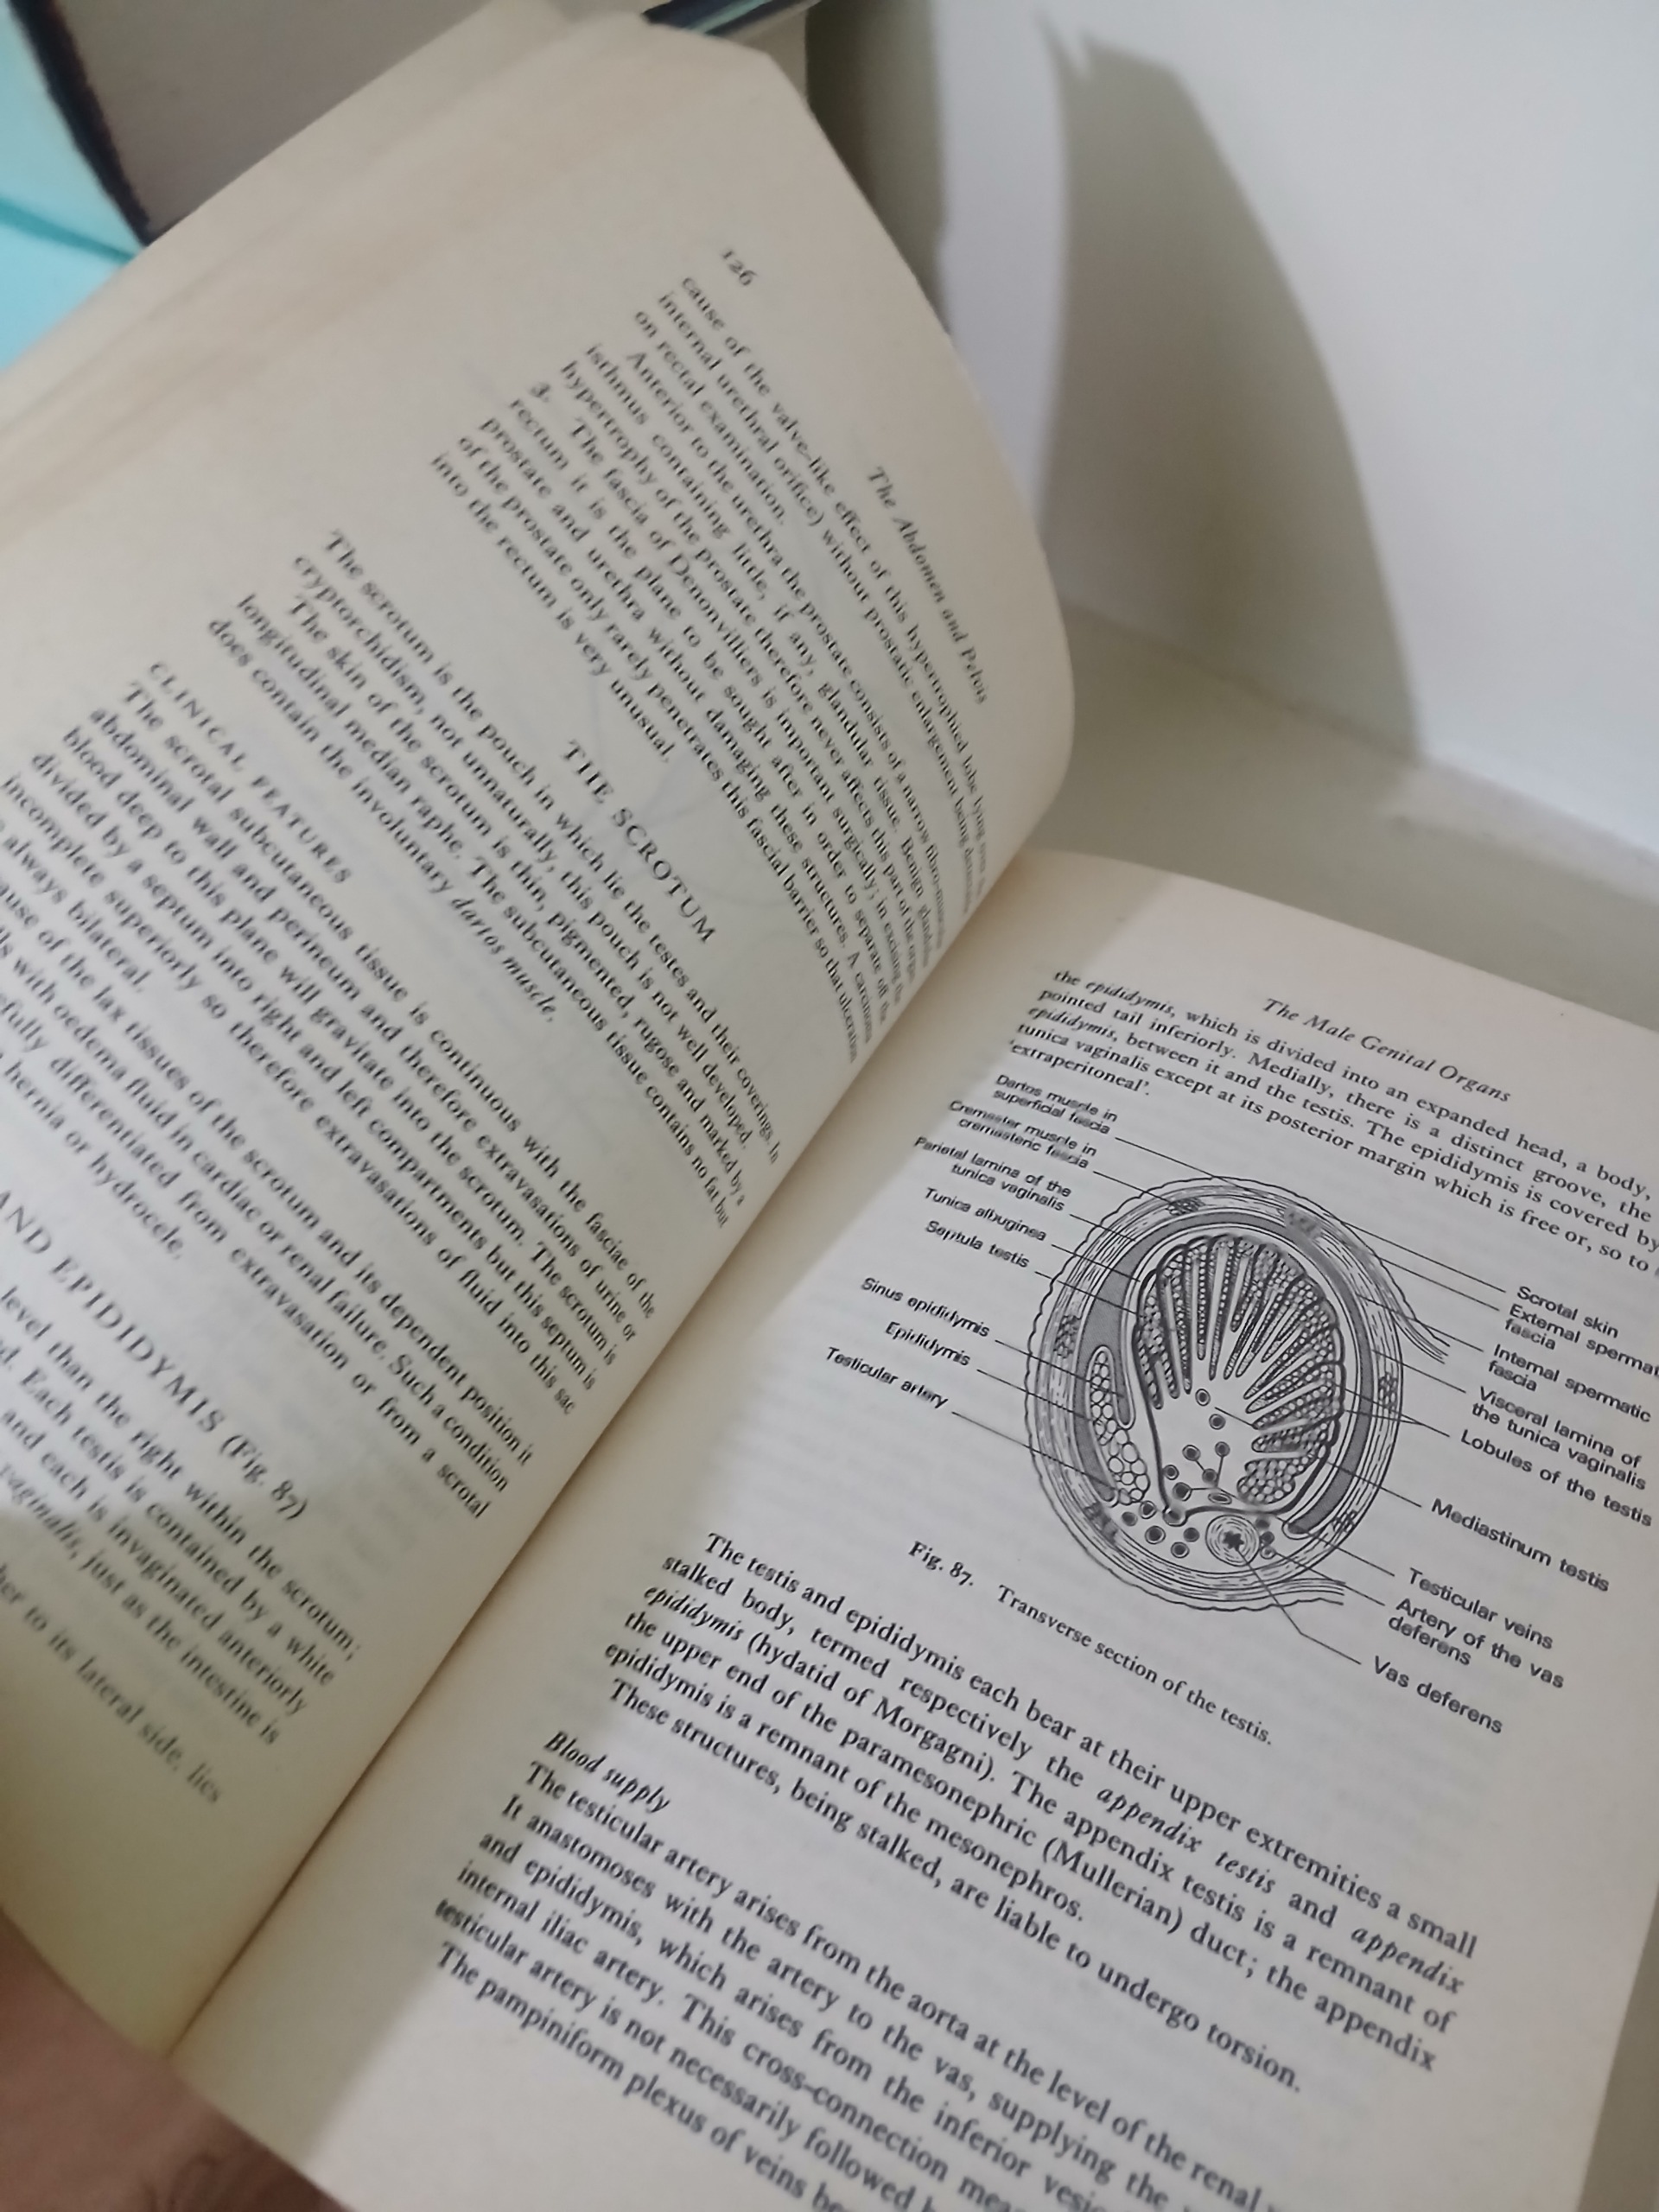 126
The Abdomen and Pelvis
cause of the valve-like effect of this hypertrophied lobe lying over the
internal urethral orifice) without prostatic enlargement being detectable
on rectal examination.
Anterior to the urethra the prostate consists of a narrow fibro-muscular
isthmus containing little, if any, glandular tissue. Benign glandular
hypertrophy of the prostate therefore never affects this part of the organ.
3. The fascia of Denonvilliers is important surgically; in excising the
rectum it is the plane to be sought after in order to separate off the
prostate and urethra without damaging these structures. A carcinoma
of the prostate only rarely penetrates this fascial barrier so that ulceration
into the rectum is very unusual.
THE SCROTUM
The scrotum is the pouch in which lie the testes and their coverings. In
cryptorchidism, not unnaturally, this pouch is not well developed.
The skin of the scrotum is thin, pigmented, rugose and marked by a
longitudinal median raphe. The subcutaneous tissue contains no fat but
does contain the involuntary dartos muscle.
CLINICAL FEATURES
The scrotal subcutaneous tissue is continuous with the fasciae of the
abdominal wall and perineum and therefore extravasations of urine or
blood deep to this plane will gravitate into the scrotum. The scrotum is
divided by a septum into right and left compartments but this septum is
incomplete superiorly so therefore extravasations of fluid into this sac
always bilateral.
of the lax tissues of the scrotum and its dependent position it
with oedema fluid in cardiac or renal failure. Such a condition
differentiated from extravasation or from a scrotal
hernia or hydrocele.
AND EPIDIDYMIS (Fig. 87)
level than the right within the scrotum;
Each testis is contained by a white
and each is invaginated anteriorly
vaginalis, just as the intestine is
to its lateral side, lies
The Male Genital Organs
the epididymis, which is divided into an expanded head, a body,
pointed tail inferiorly. Medially, there is a distinct groove, the
epididymis, between it and the testis. The epididymis is covered by
tunica vaginalis except at its posterior margin which is free or, so to
'extraperitoneal'.
Dartos muscle in
superficial fascia
Cremaster muscle in
cremasteric fascia
Parietal lamina of the
tunica vaginalis
Tunica albuginea
Septula testis
Sinus epididymis
Epididymis
Testicular artery
Scrotal skin
External spermat
fascia
Internal spermatic
fascia
Visceral lamina of
the tunica vaginalis
Lobules of the testis
Mediastinum testis
Testicular veins
Artery of the vas
deferens
Vas deferens
Fig. 87. Transverse section of the testis.
The testis and epididymis each bear at their upper extremities a small
stalked body, termed respectively the appendix testis and appendix
epididymis (hydatid of Morgagni). The appendix testis is a remnant of
the upper end of the paramesonephric (Mullerian) duct; the appendix
epididymis is a remnant of the mesonephros.
These structures, being stalked, are liable to undergo torsion.
Blood supply
The testicular artery arises from the aorta at the level of the renal
It anastomoses with the artery to the vas, supplying the
and epididymis, which arises from the inferior
internal iliac artery. This cross-connection
testicular artery is not necessarily followed
The pampiniform plexus of veins